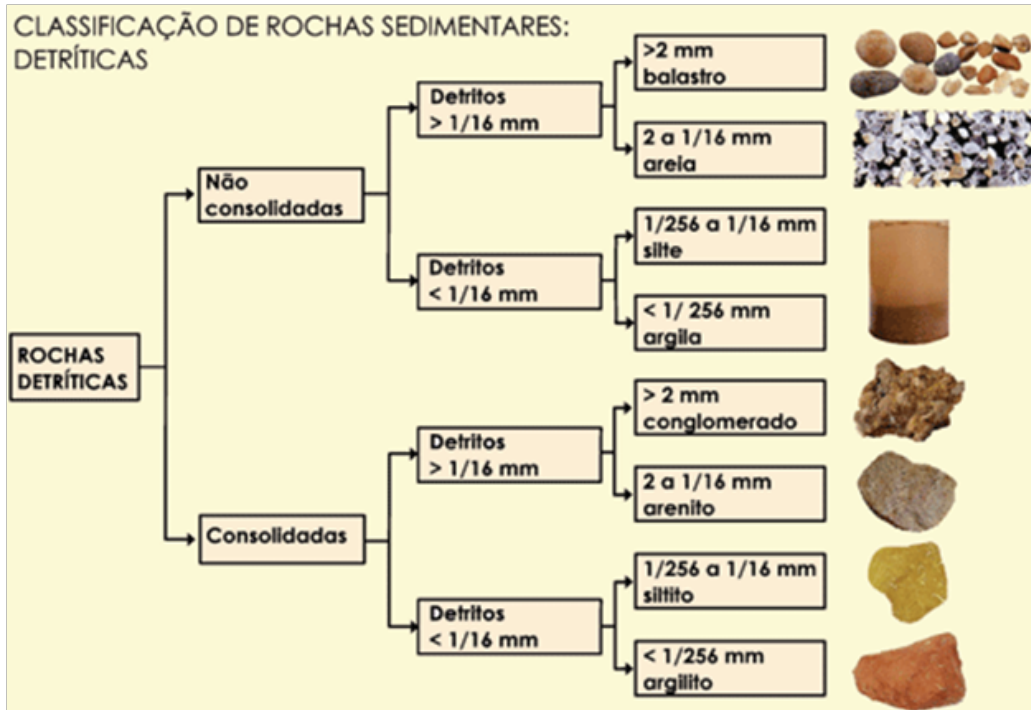 CLASSIFICAÇÃO DE ROCHAS SEDIMENTARES:
DETRÍTICAS
ROCHAS
DETRÍTICAS
Não
consolidadas
Detritos
> 1/16 mm
>2 mm
balastro
2 a 1/16 mm
areia
Detritos
< 1/16 mm
1/256 a 1/16 mm
silte
< 1/ 256 mm
argila
Consolidadas
Detritos
> 1/16 mm
> 2 mm
conglomerado
2 a 1/16 mm
arenito
Detritos
< 1/16 mm
1/256 a 1/16 mm
siltito
< 1/256 mm
argilito